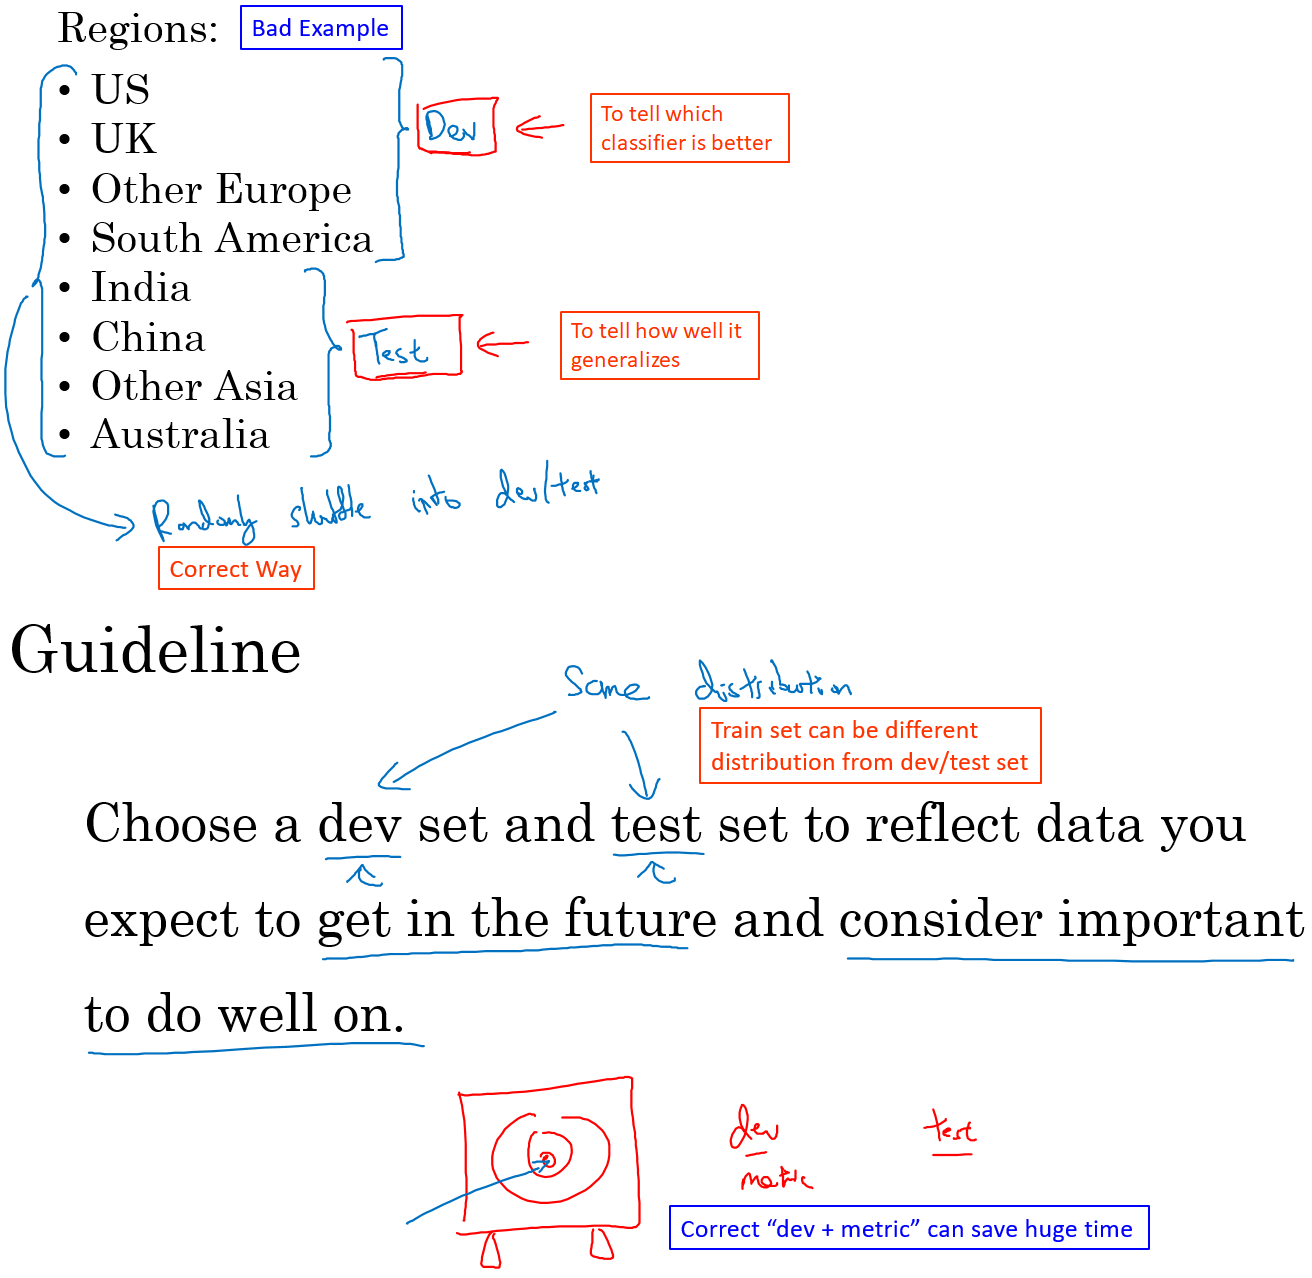 Regions:
Bad Example
• US
• UK
• Other Europe
• South America
• India
• China
• Other Asia
• Australia
Dev
To tell which
classifier is better
Test
To tell how well it
generalizes
Randomly shuffle into dev/test
Correct Way
Guideline
Same distribution
Train set can be different
distribution from dev/test set
Choose a dev set and test set to reflect data you
expect to get in the future and consider important
to do well on.
dev
metric
test
Correct “dev + metric” can save huge time